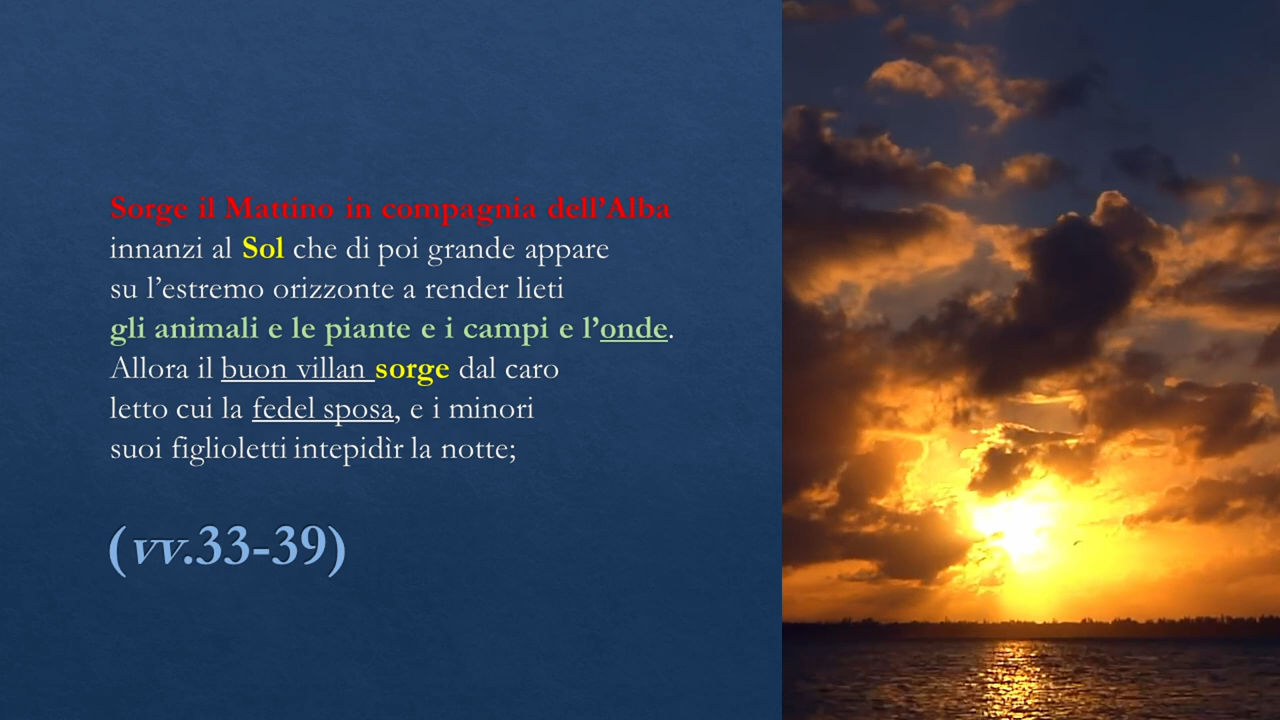 Sorge il Mattino in compagnia dell’Alba
innanzi al Sol che di poi grande appare
su l’estremo orizzonte a render lieti
gli animali e le piante e i campi e l’onde.
Allora il buon villan sorge dal caro
letto cui la fedel sposa, e i minori
suoi figlioletti intepidìr la notte;
(vv.33-39)